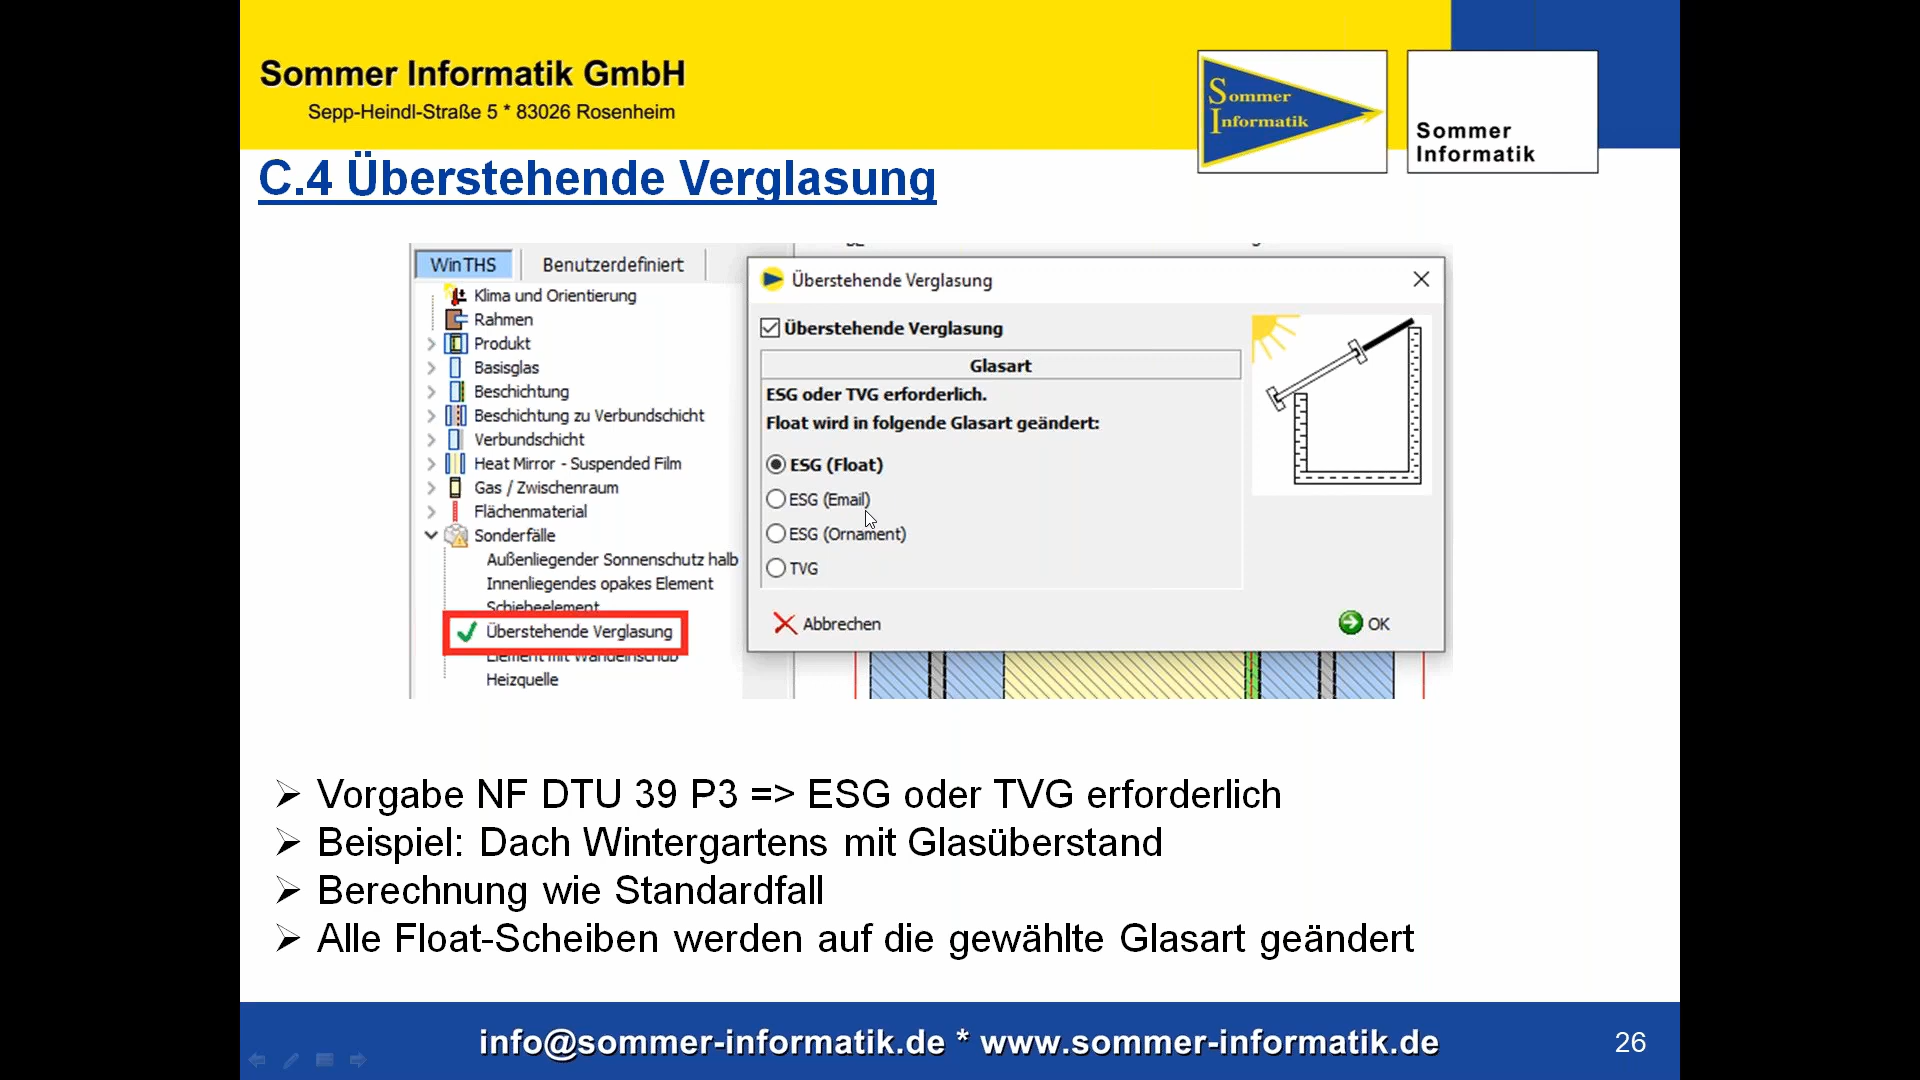 Sommer Informatik GmbH
Sepp-Heindl-Straße 5 * 83026 Rosenheim
Sommer
Informatik
Sommer
Informatik
C.4 Überstehende Verglasung
WinTHS
Benutzerdefiniert
Klima und Orientierung
Rahmen
Produkt
Basisglas
Beschichtung
Beschichtung zu Verbundschicht
Verbundschicht
Heat Mirror - Suspended Film
Gas / Zwischenraum
Flächenmaterial
Sonderfälle
Außenliegender Sonnenschutz halb
Innenliegendes opakes Element
Schiebeelement
Überstehende Verglasung
Element mit Wandeinschub
Heizquelle
Überstehende Verglasung
Überstehende Verglasung
Glasart
ESG oder TVG erforderlich.
Float wird in folgende Glasart geändert:
ESG (Float)
ESG (Email)
ESG (Ornament)
TVG
Abbrechen
OK
Vorgabe NF DTU 39 P3 => ESG oder TVG erforderlich
Beispiel: Dach Wintergartens mit Glasüberstand
Berechnung wie Standardfall
Alle Float-Scheiben werden auf die gewählte Glasart geändert
info@sommer-informatik.de * www.sommer-informatik.de
26